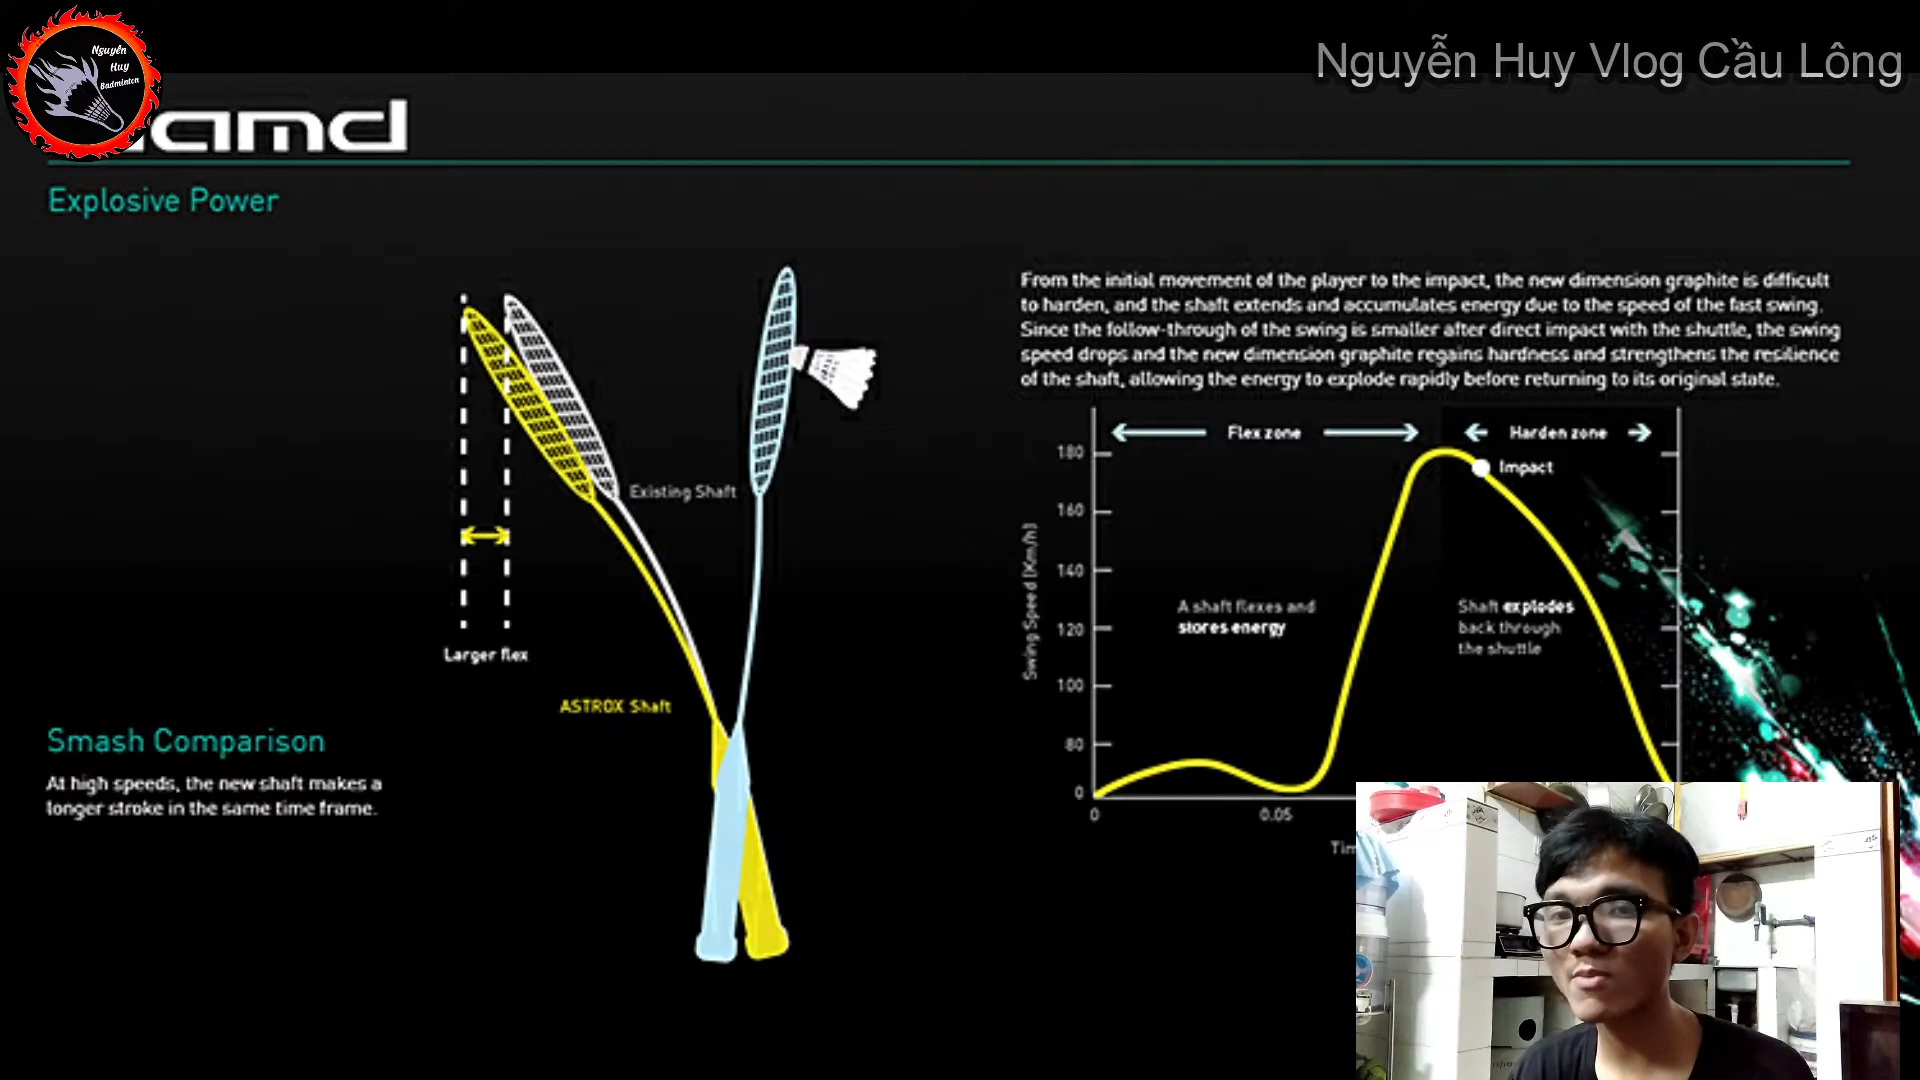 Nguyễn Huy Vlog Cầu Lông
Nguyễn
Huy
Badminton
amd
Explosive Power
From the initial movement of the player to the impact, the new dimension graphite is difficult
to harden, and the shaft extends and accumulates energy due to the speed of the fast swing.
Since the follow-through of the swing is smaller after direct impact with the shuttle, the swing
speed drops and the new dimension graphite regains hardness and strengthens the resilience
of the shaft, allowing the energy to explode rapidly before returning to its original state.
Existing Shaft
Larger flex
ASTROX Shaft
Smash Comparison
At high speeds, the new shaft makes a
longer stroke in the same time frame.
Flex zone
Harden zone
Impact
Swing Speed (Km/h)
180
160
140
120
100
80
0
A shaft flexes and
stores energy
Shaft explodes
back through
the shuttle
0
0.05